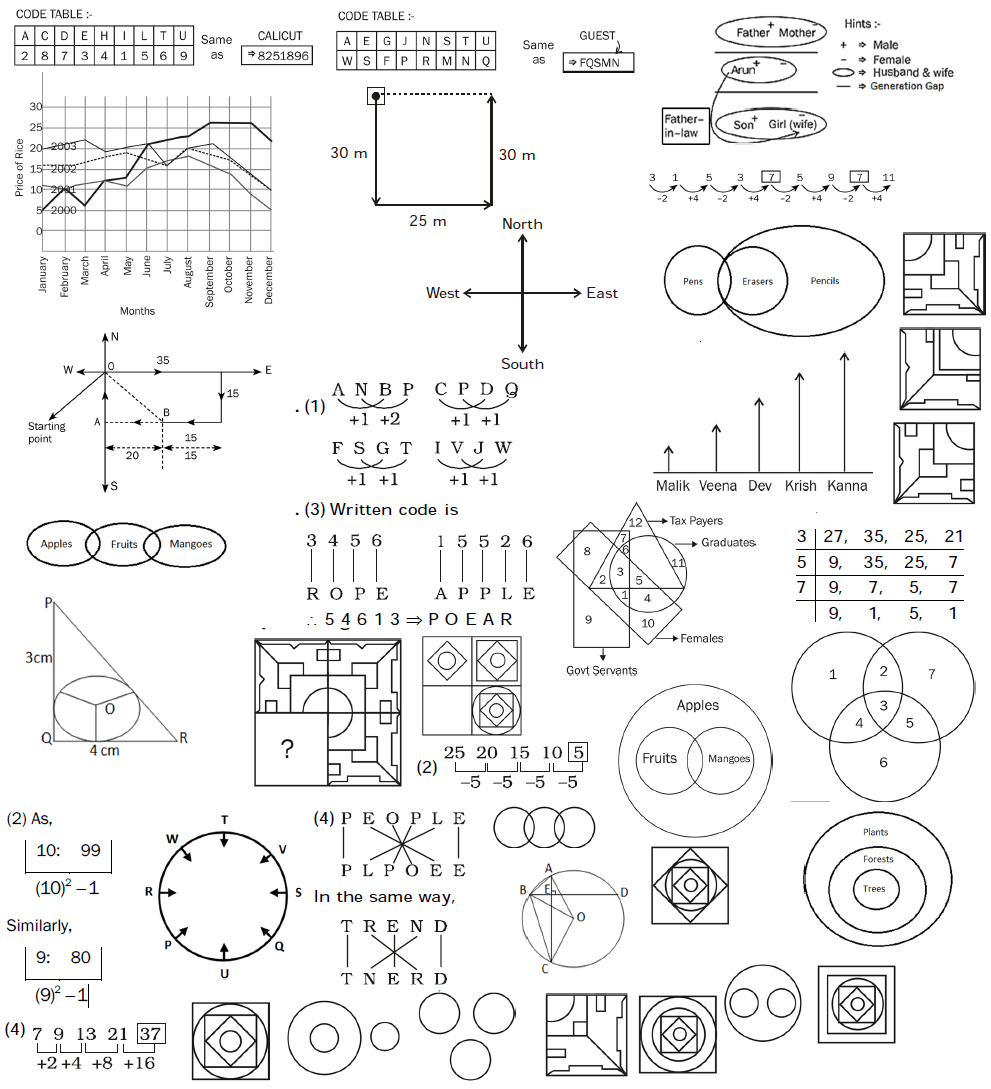 CODE TABLE :-
A C D E H I L T U
2 8 7 3 4 1 5 6 9
Same as
CALICUT
⇒8251896
CODE TABLE :-
A E G J N S T U
W S F P R M N Q
Same as
GUEST
⇒FQSMN
Father + Mother −
Arun + −
Father-in-law
Son + Girl (wife) −
Hints :-
+ ⇒ Male
− ⇒ Female
⇒ Husband & wife
⇒ Generation Gap
Price of Rice
30
25
20
15
10
5
0
2003
2002
2001
2000
January
February
March
April
May
June
July
August
September
October
November
December
Months
30 m
30 m
25 m
North
West
East
South
3 1 5 3 7 5 9 7 11
−2 +4 −2 +4 −2 +4 −2 +4
Pens
Erasers
Pencils
N
W
O
35
E
15
Starting point
A
B
15
20
15
S
. (1)
A N B P
+1 +2
C P D Q
+1 +1
F S G T
+1 +1
I V J W
+1 +1
Malik Veena Dev Krish Kanna
. (3) Written code is
3 4 5 6
R O P E
1 5 5 2 6
A P P L E
∴ 5 4 6 1 3 ⇒ P O E A R
Apples
Fruits
Mangoes
12
7
8
6
3
2
5
11
1
4
9
10
Tax Payers
Graduates
Females
Govt Servants
3 27, 35, 25, 21
5 9, 35, 25, 7
7 9, 7, 5, 7
9, 1, 5, 1
P
3cm
O
Q
4 cm
R
?
(2)
25 20 15 10 5
−5 −5 −5 −5
Apples
Fruits
Mangoes
1
2
7
3
4
5
6
(2) As,
10: 99
(10)² −1
Similarly,
9: 80
(9)² −1
T
W
V
R
S
P
Q
U
(4) P E O P L E
P L P O E E
In the same way,
T R E N D
T N E R D
A
B
E
D
O
C
Plants
Forests
Trees
(4) 7 9 13 21 37
+2 +4 +8 +16